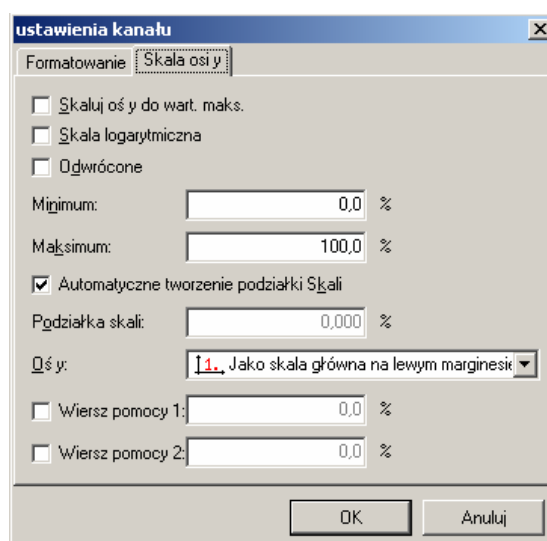 ustawienia kanału
Formatowanie Skala osi y
Skaluj oś y do wart. maks.
Skala logarytmiczna
Odwrócone
Minimum: 0,0 %
Maksimum: 100,0 %
Automatyczne tworzenie podziałki Skali
Podziałka skali: 0,000 %
Oś y: 1. Jako skala główna na lewym marginesie
Wiersz pomocy 1: 0,0 %
Wiersz pomocy 2: 0,0 %
OK Anuluj